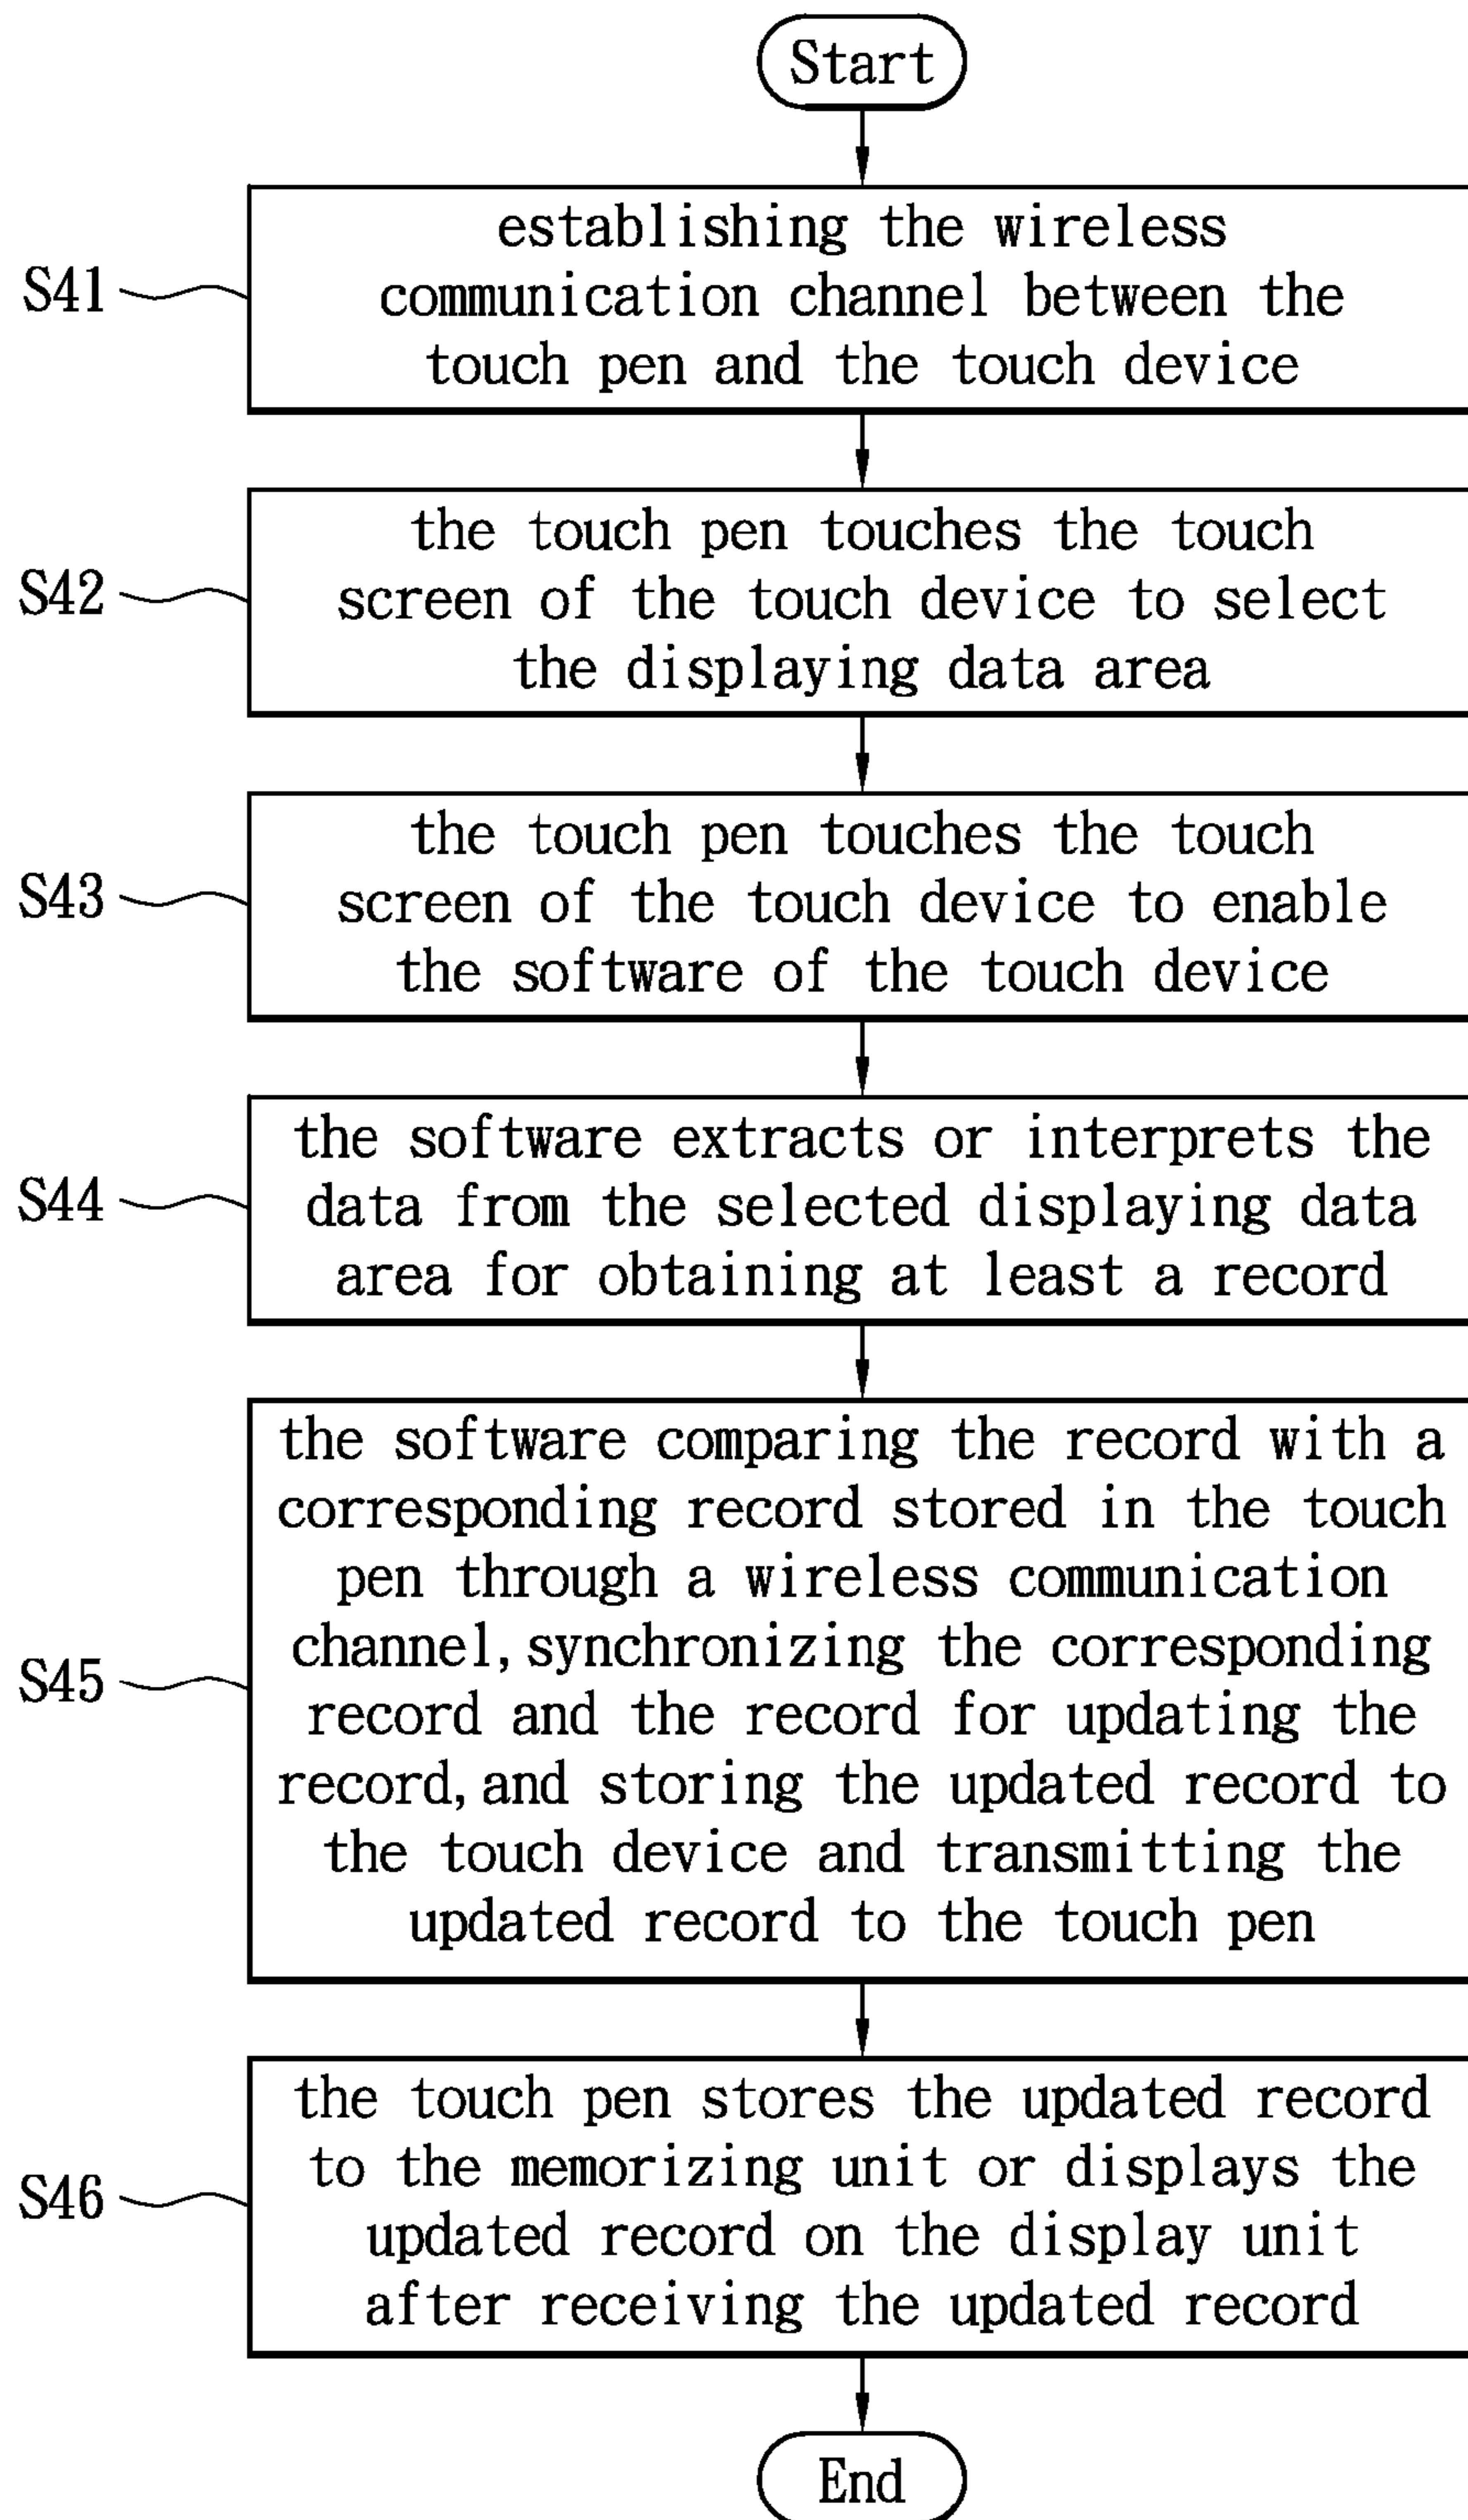 Start
S41
establishing the wireless
communication channel between the
touch pen and the touch device
S42
the touch pen touches the touch
screen of the touch device to select
the displaying data area
S43
the touch pen touches the touch
screen of the touch device to enable
the software of the touch device
S44
the software extracts or interprets the
data from the selected displaying data
area for obtaining at least a record
S45
the software comparing the record with a
corresponding record stored in the touch
pen through a wireless communication
channel, synchronizing the corresponding
record and the record for updating the
record, and storing the updated record to
the touch device and transmitting the
updated record to the touch pen
S46
the touch pen stores the updated record
to the memorizing unit or displays the
updated record on the display unit
after receiving the updated record
End